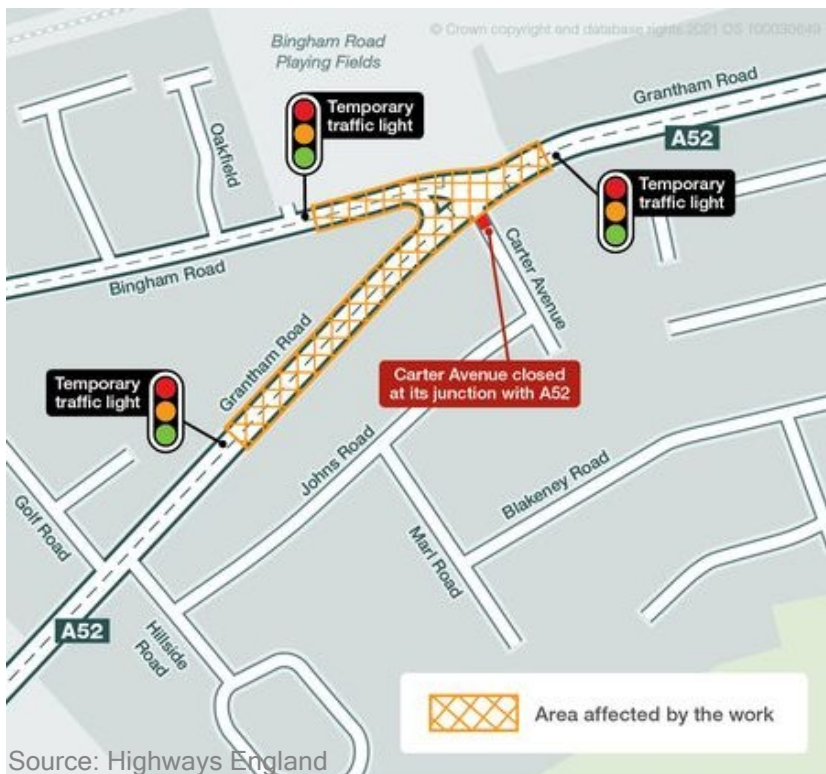 © Crown copyright and database rights 2021 OS 100030649
Bingham Road
Playing Fields
Grantham Road
A52
Temporary
traffic light
Oakfield
Temporary
traffic light
Bingham Road
Carter Avenue
Grantham Road
Carter Avenue closed
at its junction with A52
Temporary
traffic light
Johns Road
Blakeney Road
Golf Road
Marl Road
A52
Hillside
Road
Area affected by the work
Source: Highways England